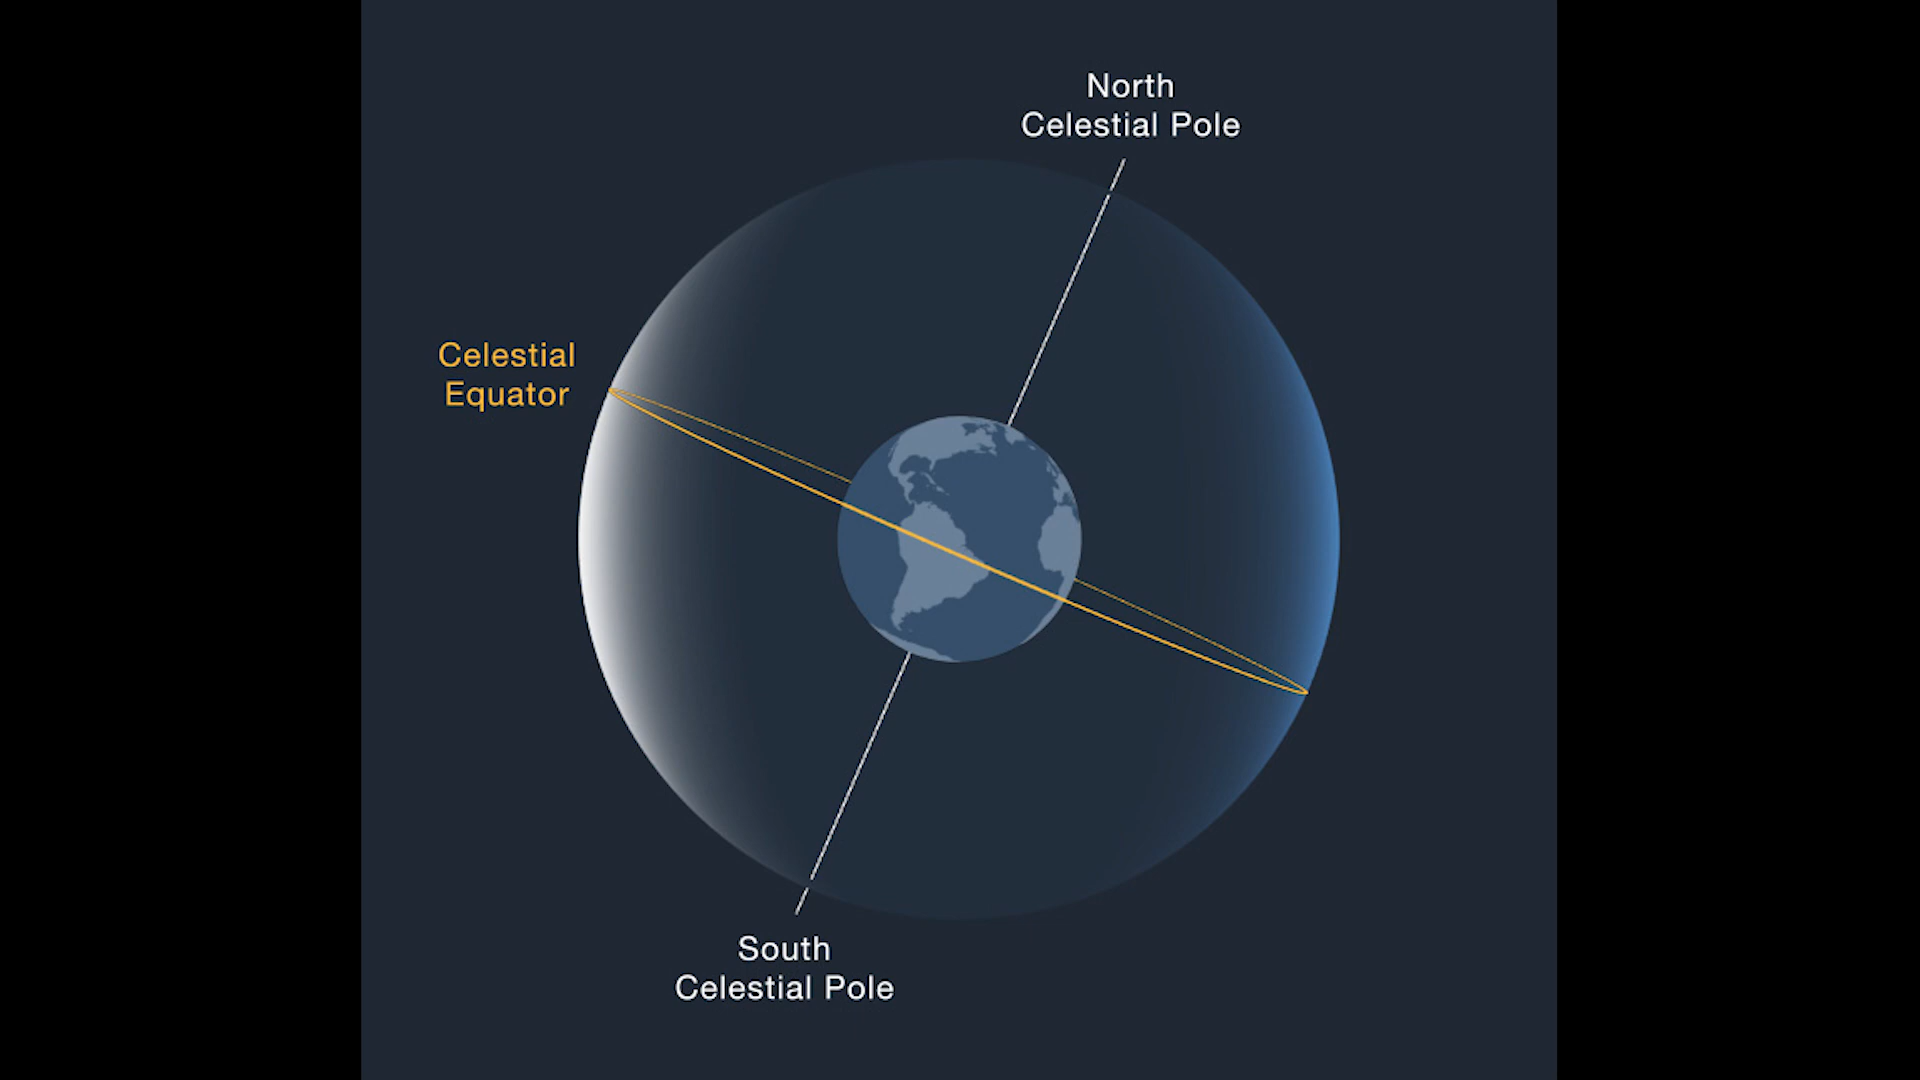 North
Celestial Pole
Celestial
Equator
South
Celestial Pole